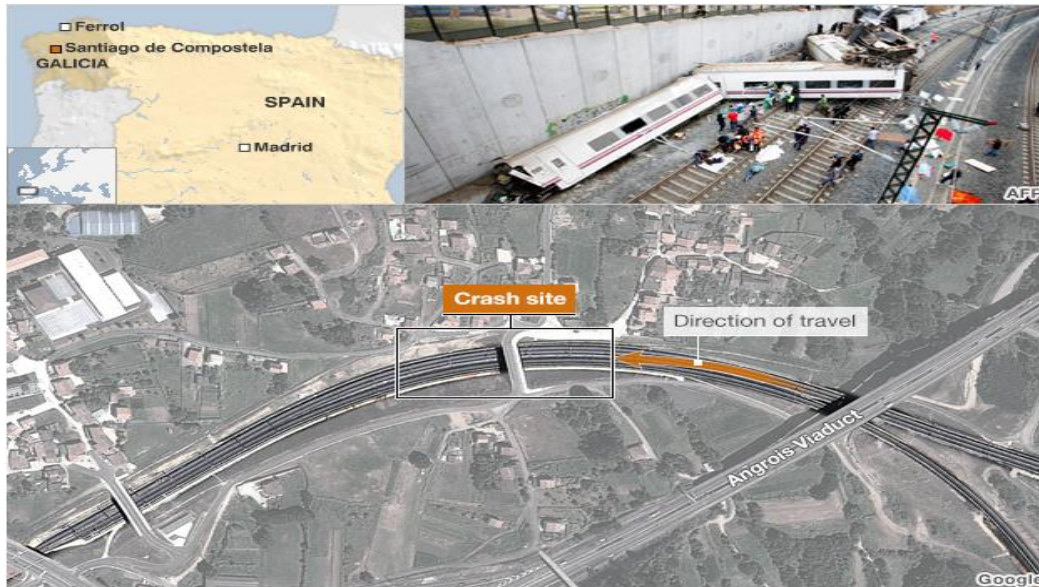 Ferrol
Santiago de Compostela
GALICIA
SPAIN
Madrid
AFP
Crash site
Direction of travel
Angrois Viaduct
Google